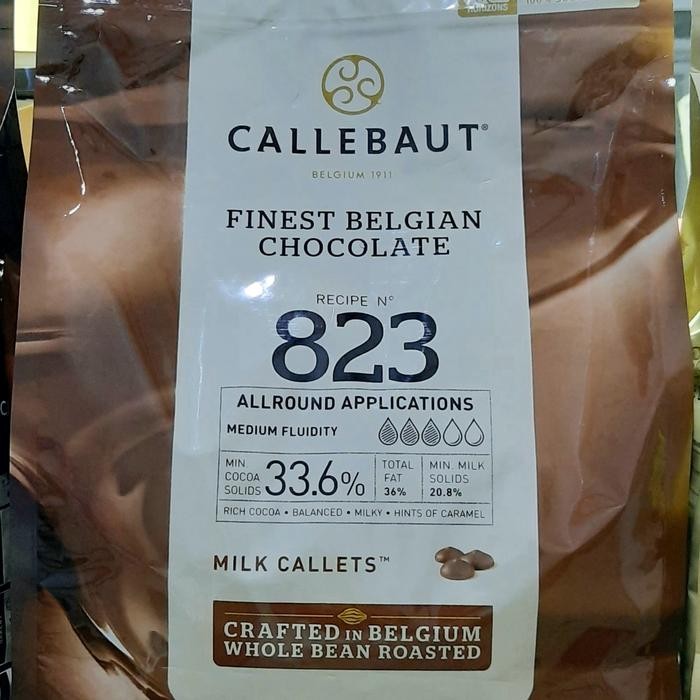 HORIZONS
CALLEBAUT®
BELGIUM 1911
FINEST BELGIAN
CHOCOLATE
RECIPE N°
823
ALLROUND APPLICATIONS
MEDIUM FLUIDITY
MIN. COCOA SOLIDS 33.6%
TOTAL FAT 36%
MIN. MILK SOLIDS 20.8%
RICH COCOA • BALANCED • MILKY • HINTS OF CARAMEL
MILK CALLETS™
CRAFTED IN BELGIUM
WHOLE BEAN ROASTED